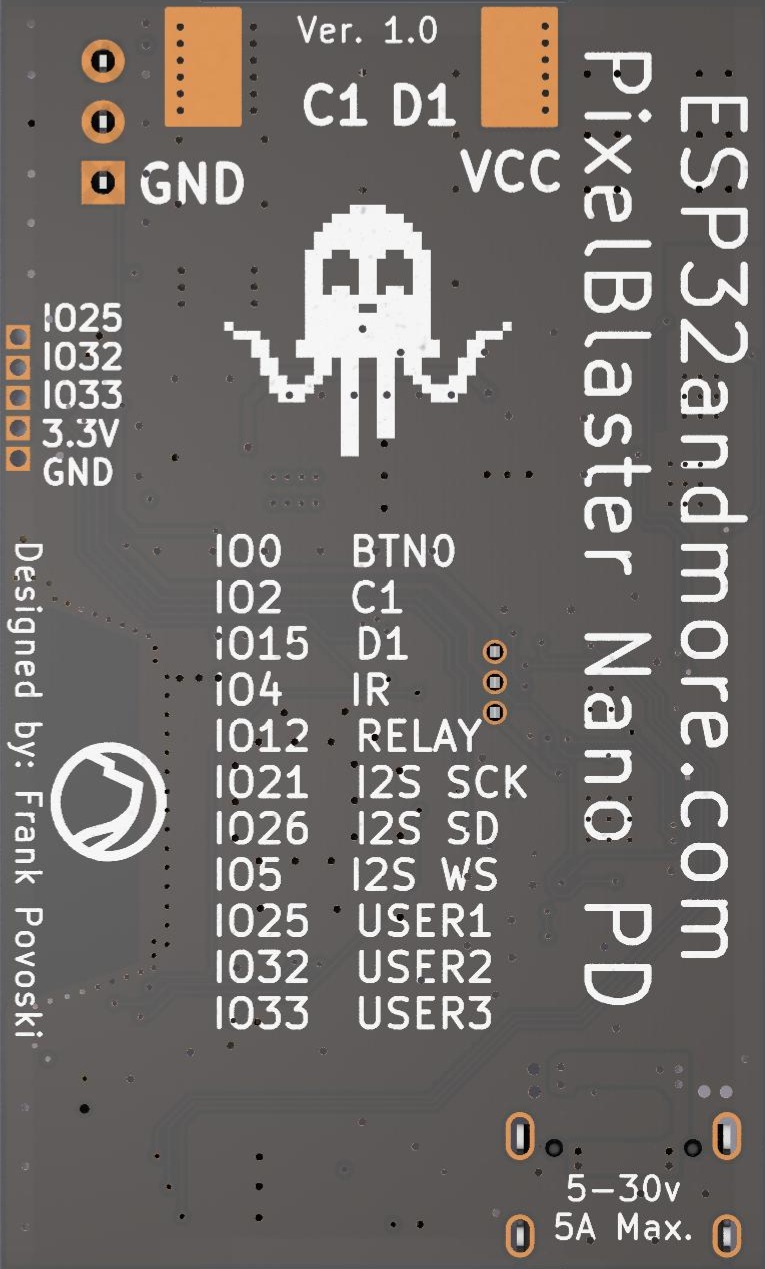 ESP32andmore.com
PixelBlaster Nano PD
5-30v
5A Max.
VCC
C1 D1
Ver. 1.0
GND
IO0 BTN0
IO2 C1
IO15 D1
IO4 IR
IO12 RELAY
IO21 I2S SCK
IO26 I2S SD
IO5 I2S WS
IO25 USER1
IO32 USER2
IO33 USER3
IO25
IO32
IO33
3.3V
GND
Designed by: Frank Povoski